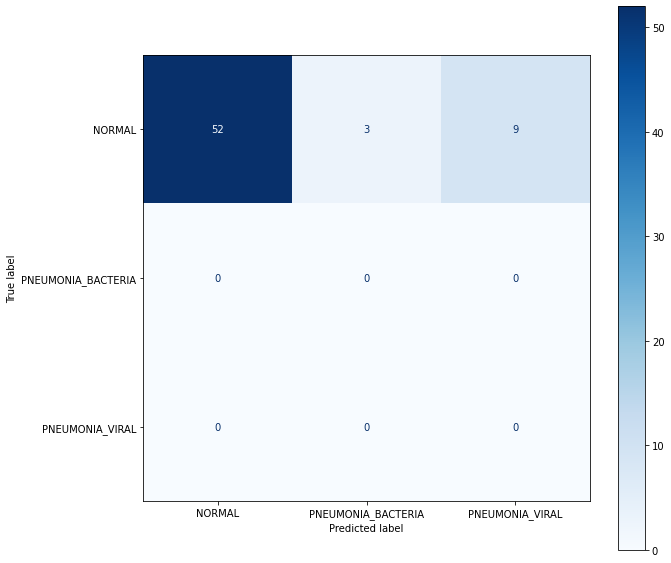 50
40
30
20
10
0
True label
NORMAL
PNEUMONIA_BACTERIA
PNEUMONIA_VIRAL
52 3 9
0 0 0
0 0 0
NORMAL PNEUMONIA_BACTERIA PNEUMONIA_VIRAL
Predicted label